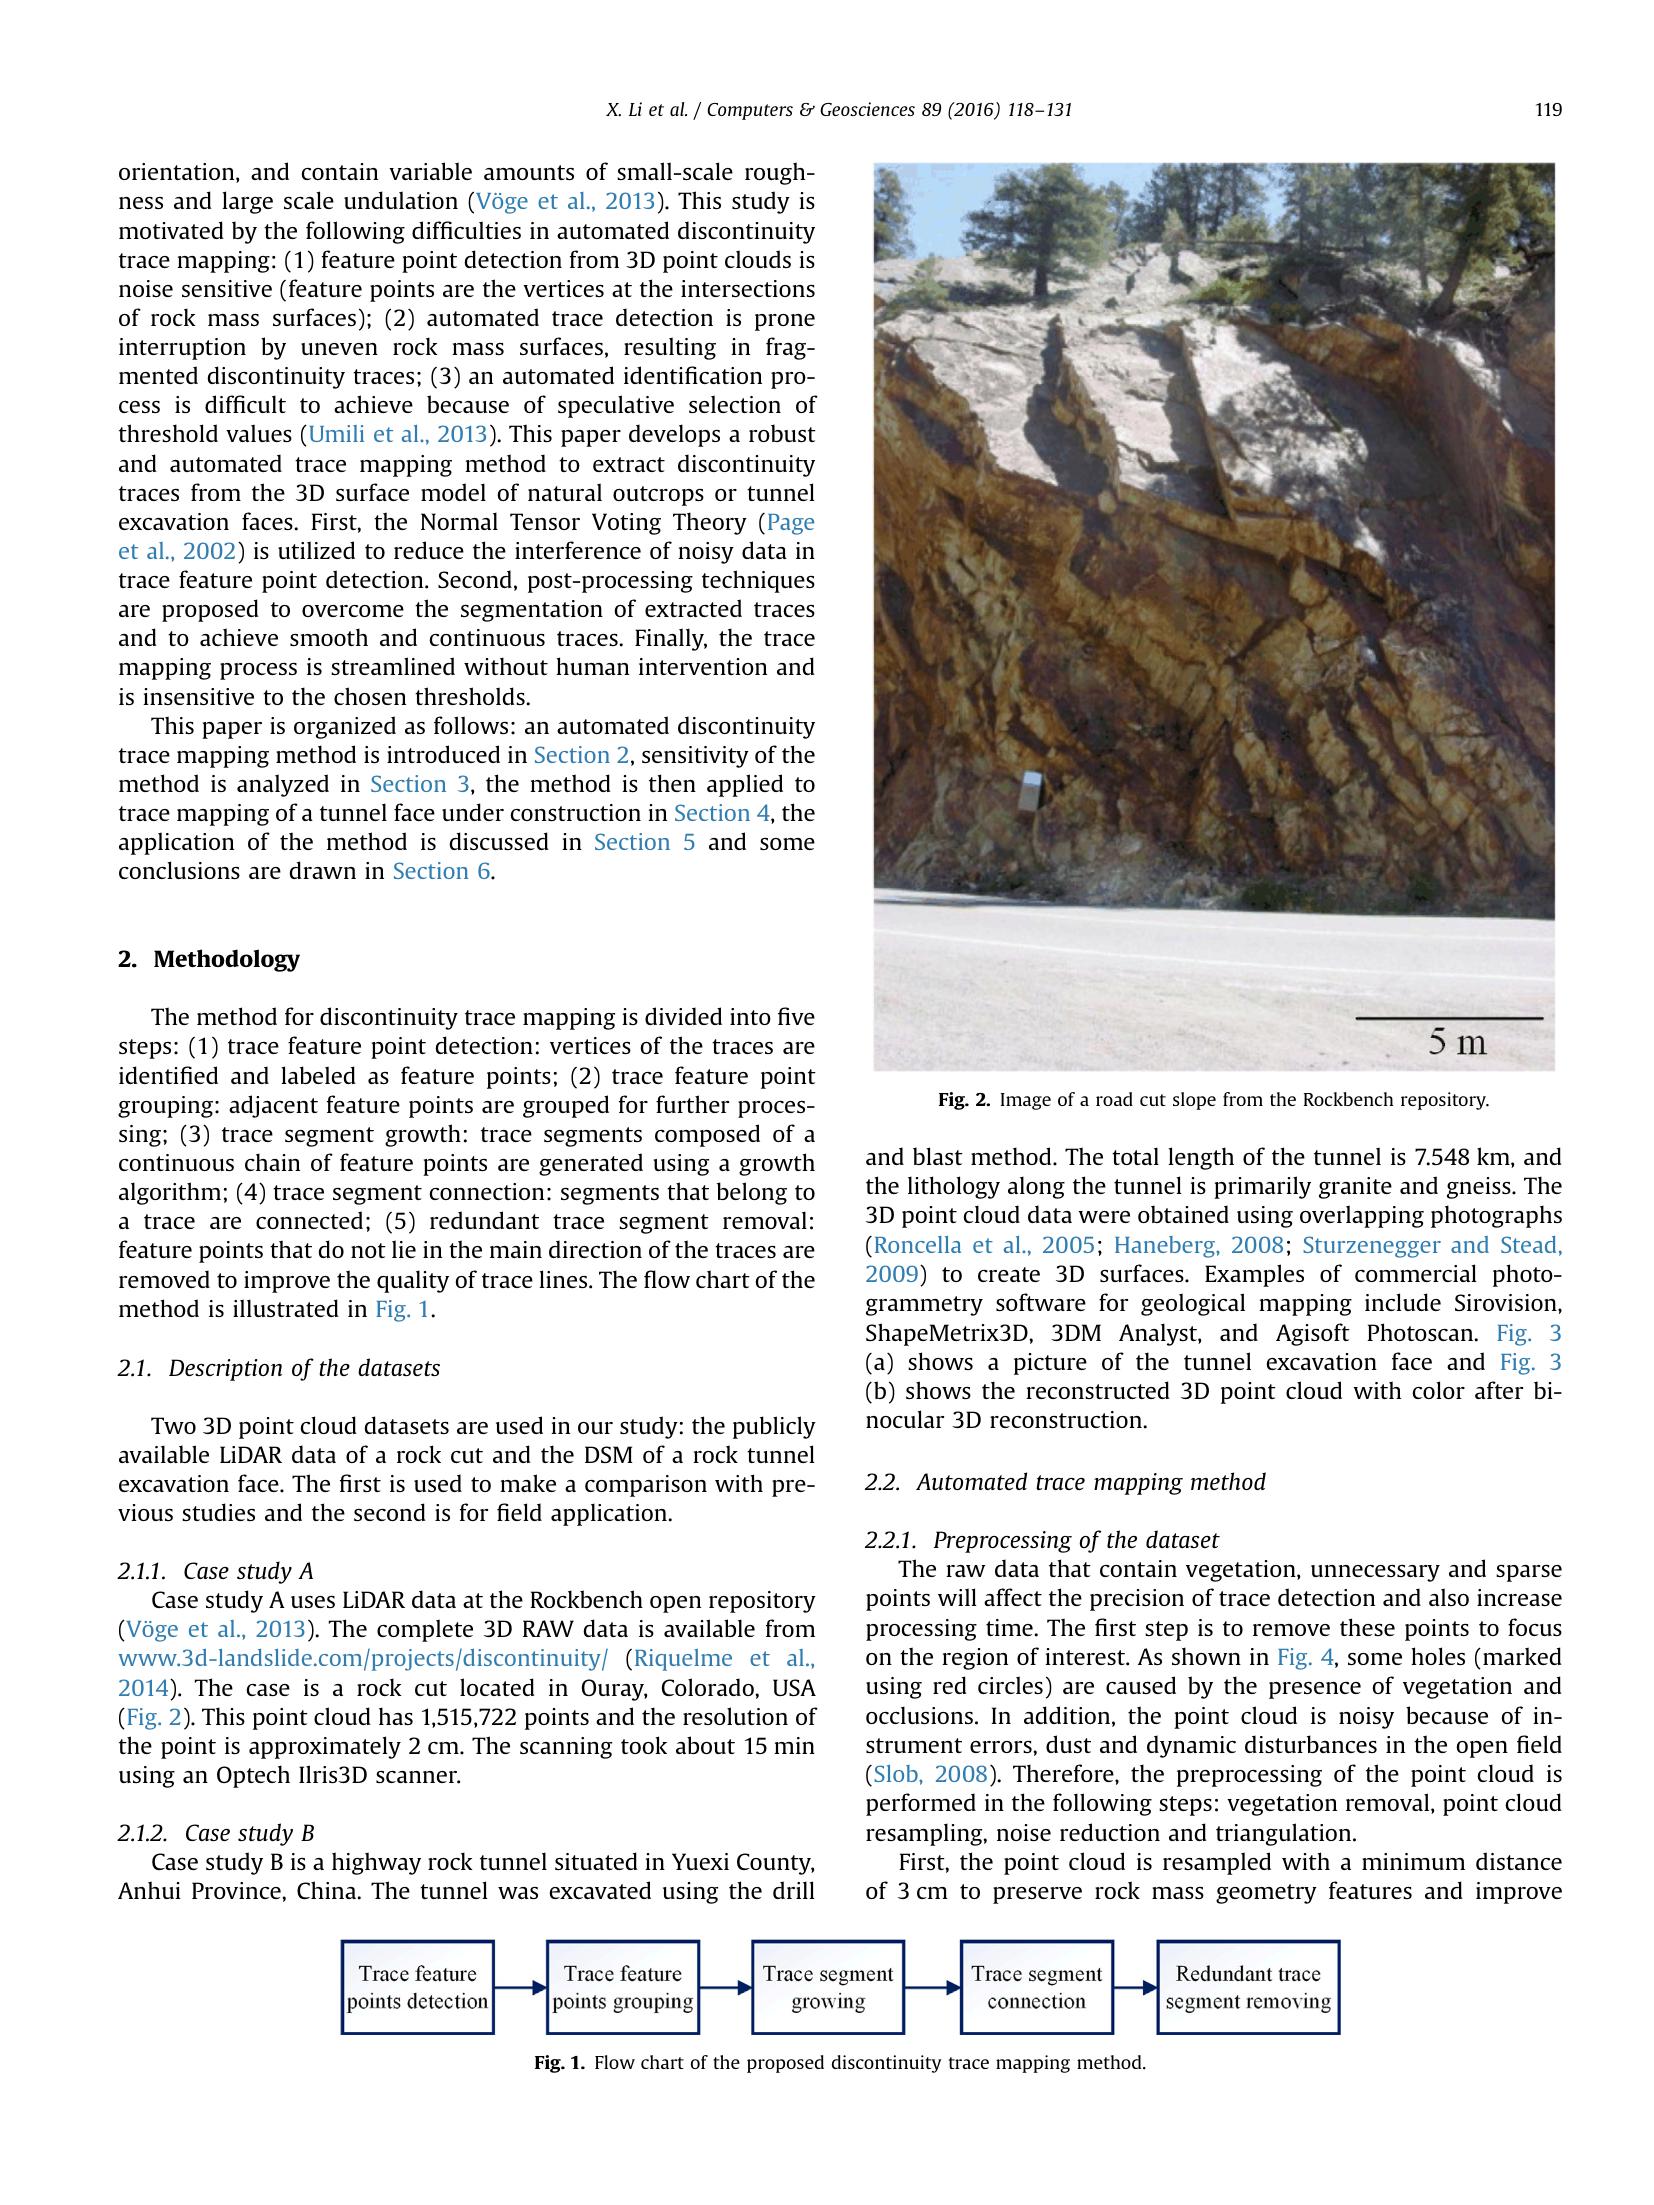 X. Li et al. / Computers & Geosciences 89 (2016) 118–131
119
orientation, and contain variable amounts of small-scale rough-
ness and large scale undulation (Vöge et al., 2013). This study is
motivated by the following difficulties in automated discontinuity
trace mapping: (1) feature point detection from 3D point clouds is
noise sensitive (feature points are the vertices at the intersections
of rock mass surfaces); (2) automated trace detection is prone
interruption by uneven rock mass surfaces, resulting in frag-
mented discontinuity traces; (3) an automated identification pro-
cess is difficult to achieve because of speculative selection of
threshold values (Umili et al., 2013). This paper develops a robust
and automated trace mapping method to extract discontinuity
traces from the 3D surface model of natural outcrops or tunnel
excavation faces. First, the Normal Tensor Voting Theory (Page
et al., 2002) is utilized to reduce the interference of noisy data in
trace feature point detection. Second, post-processing techniques
are proposed to overcome the segmentation of extracted traces
and to achieve smooth and continuous traces. Finally, the trace
mapping process is streamlined without human intervention and
is insensitive to the chosen thresholds.
This paper is organized as follows: an automated discontinuity
trace mapping method is introduced in Section 2, sensitivity of the
method is analyzed in Section 3, the method is then applied to
trace mapping of a tunnel face under construction in Section 4, the
application of the method is discussed in Section 5 and some
conclusions are drawn in Section 6.
2. Methodology
The method for discontinuity trace mapping is divided into five
steps: (1) trace feature point detection: vertices of the traces are
identified and labeled as feature points; (2) trace feature point
grouping: adjacent feature points are grouped for further proces-
sing; (3) trace segment growth: trace segments composed of a
continuous chain of feature points are generated using a growth
algorithm; (4) trace segment connection: segments that belong to
a trace are connected; (5) redundant trace segment removal:
feature points that do not lie in the main direction of the traces are
removed to improve the quality of trace lines. The flow chart of the
method is illustrated in Fig. 1.
2.1. Description of the datasets
Two 3D point cloud datasets are used in our study: the publicly
available LiDAR data of a rock cut and the DSM of a rock tunnel
excavation face. The first is used to make a comparison with pre-
vious studies and the second is for field application.
2.1.1. Case study A
Case study A uses LiDAR data at the Rockbench open repository
(Vöge et al., 2013). The complete 3D RAW data is available from
www.3d-landslide.com/projects/discontinuity/ (Riquelme et al.,
2014). The case is a rock cut located in Ouray, Colorado, USA
(Fig. 2). This point cloud has 1,515,722 points and the resolution of
the point is approximately 2 cm. The scanning took about 15 min
using an Optech Ilris3D scanner.
2.1.2. Case study B
Case study B is a highway rock tunnel situated in Yuexi County,
Anhui Province, China. The tunnel was excavated using the drill
5 m
Fig. 2. Image of a road cut slope from the Rockbench repository.
and blast method. The total length of the tunnel is 7.548 km, and
the lithology along the tunnel is primarily granite and gneiss. The
3D point cloud data were obtained using overlapping photographs
(Roncella et al., 2005; Haneberg, 2008; Sturzenegger and Stead,
2009) to create 3D surfaces. Examples of commercial photo-
grammetry software for geological mapping include Sirovision,
ShapeMetrix3D, 3DM Analyst, and Agisoft Photoscan. Fig. 3
(a) shows a picture of the tunnel excavation face and Fig. 3
(b) shows the reconstructed 3D point cloud with color after bi-
nocular 3D reconstruction.
2.2. Automated trace mapping method
2.2.1. Preprocessing of the dataset
The raw data that contain vegetation, unnecessary and sparse
points will affect the precision of trace detection and also increase
processing time. The first step is to remove these points to focus
on the region of interest. As shown in Fig. 4, some holes (marked
using red circles) are caused by the presence of vegetation and
occlusions. In addition, the point cloud is noisy because of in-
strument errors, dust and dynamic disturbances in the open field
(Slob, 2008). Therefore, the preprocessing of the point cloud is
performed in the following steps: vegetation removal, point cloud
resampling, noise reduction and triangulation.
First, the point cloud is resampled with a minimum distance
of 3 cm to preserve rock mass geometry features and improve
Trace feature
points detection
Trace feature
points grouping
Trace segment
growing
Trace segment
connection
Redundant trace
segment removing
Fig. 1. Flow chart of the proposed discontinuity trace mapping method.